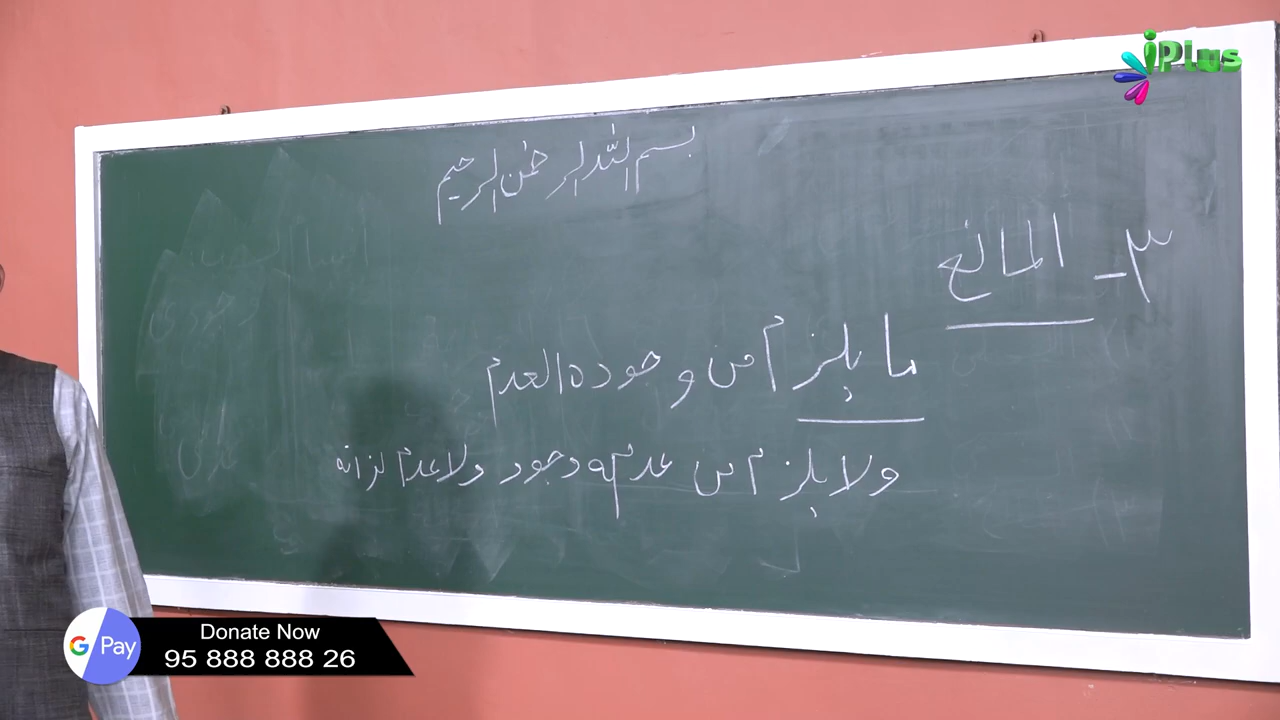 iPlus
بسم الله الرحمن الرحيم
٣- المانع
ما يلزم من وجوده العدم
ولا يلزم من عدمه وجود ولا عدم لذاته
G Pay
Donate Now
95 888 888 26